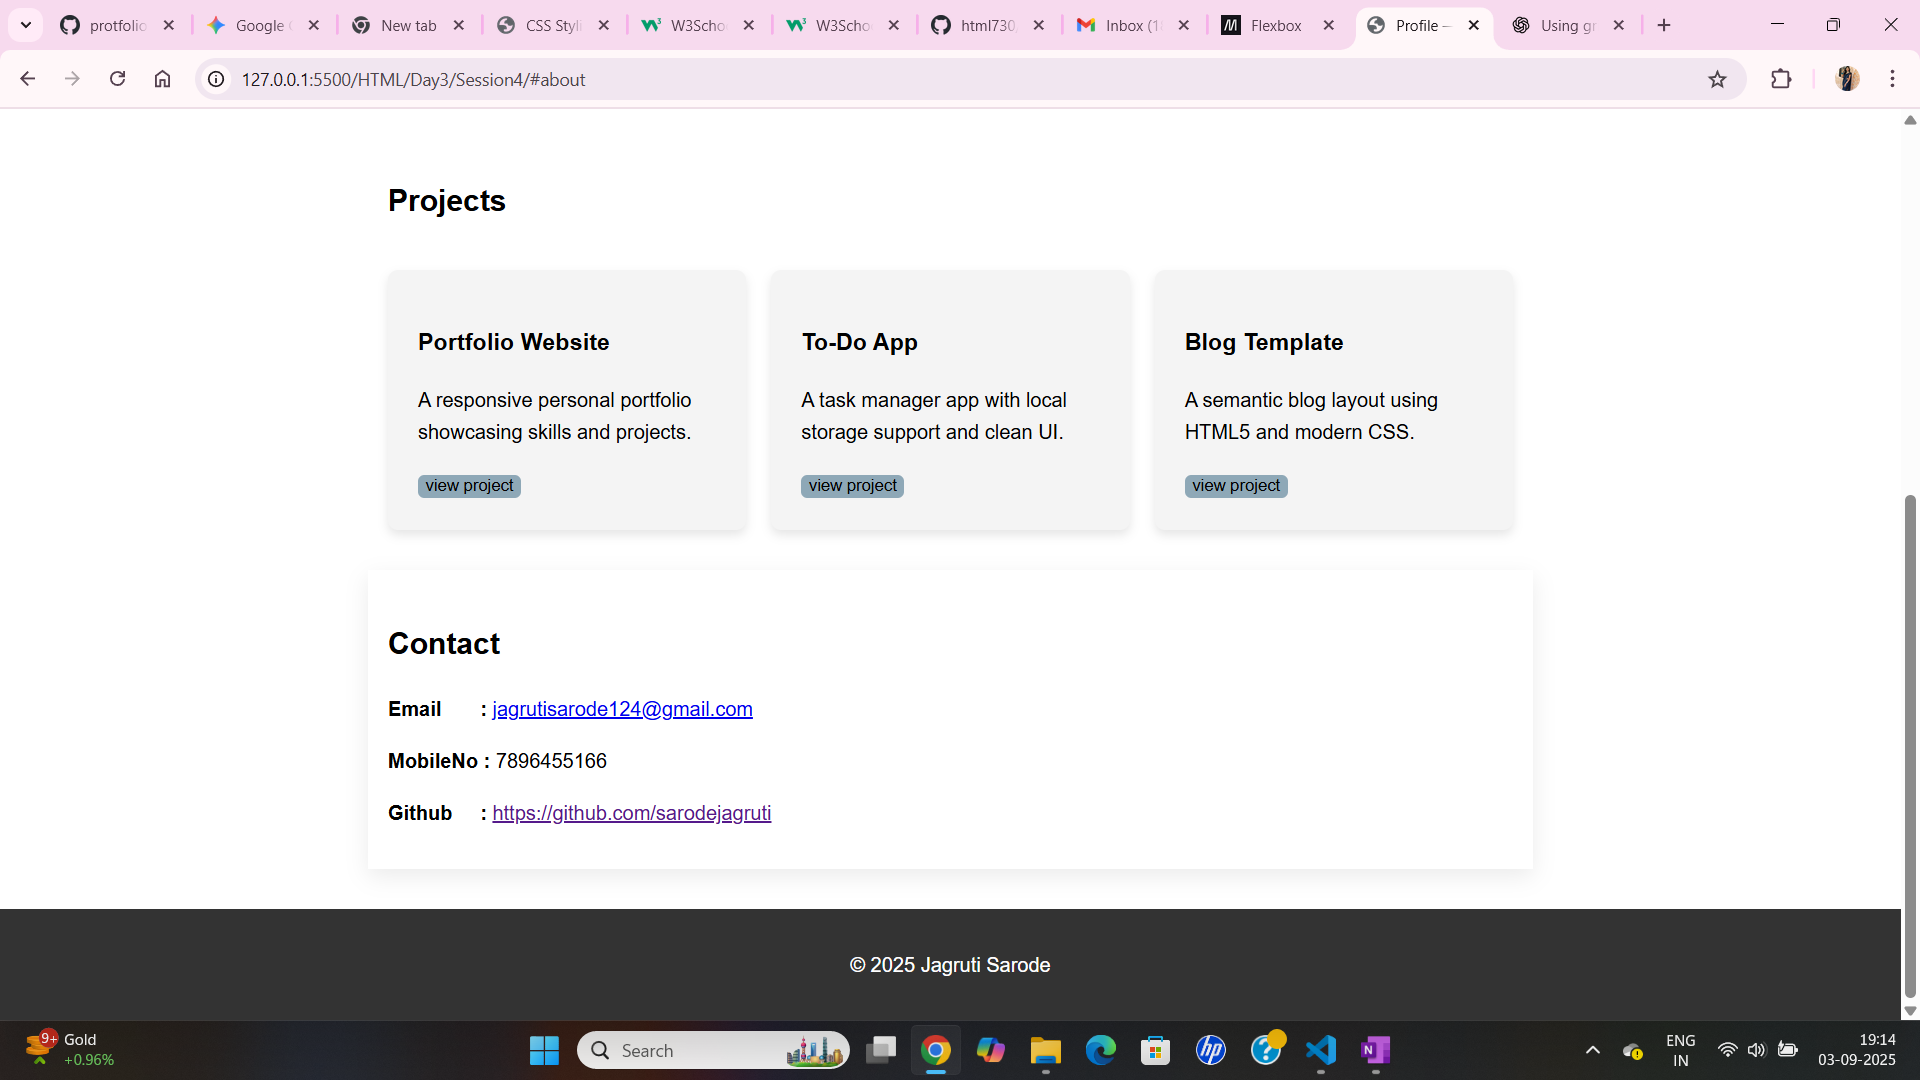 protfolio
Google
New tab
CSS Styli
W3Scho
W3Scho
html730
Inbox (1
Flexbox
Profile –
Using gr
127.0.0.1:5500/HTML/Day3/Session4/#about
Projects
Portfolio Website
A responsive personal portfolio
showcasing skills and projects.
view project
To-Do App
A task manager app with local
storage support and clean UI.
view project
Blog Template
A semantic blog layout using
HTML5 and modern CSS.
view project
Contact
Email : jagrutisarode124@gmail.com
MobileNo : 7896455166
Github : https://github.com/sarodejagruti
© 2025 Jagruti Sarode
9+
Gold
+0.96%
Search
ENG
IN
19:14
03-09-2025